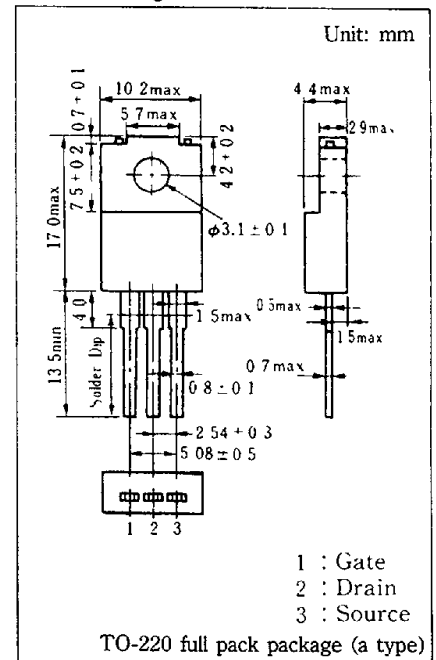 Unit: mm
10 2max
5 7max
0 7 + 0 1
7 5 + 0 2
17 0max
4 2 + 0 2
4 4max
2 9max
φ3.1 ± 0 1
4 0
13 5min
Solder Dip
1 5max
0 8 ± 0 1
2 54 + 0 3
5 08 ± 0 5
0 5max
1 5max
0 7 max
1 2 3
1 : Gate
2 : Drain
3 : Source
TO-220 full pack package (a type)